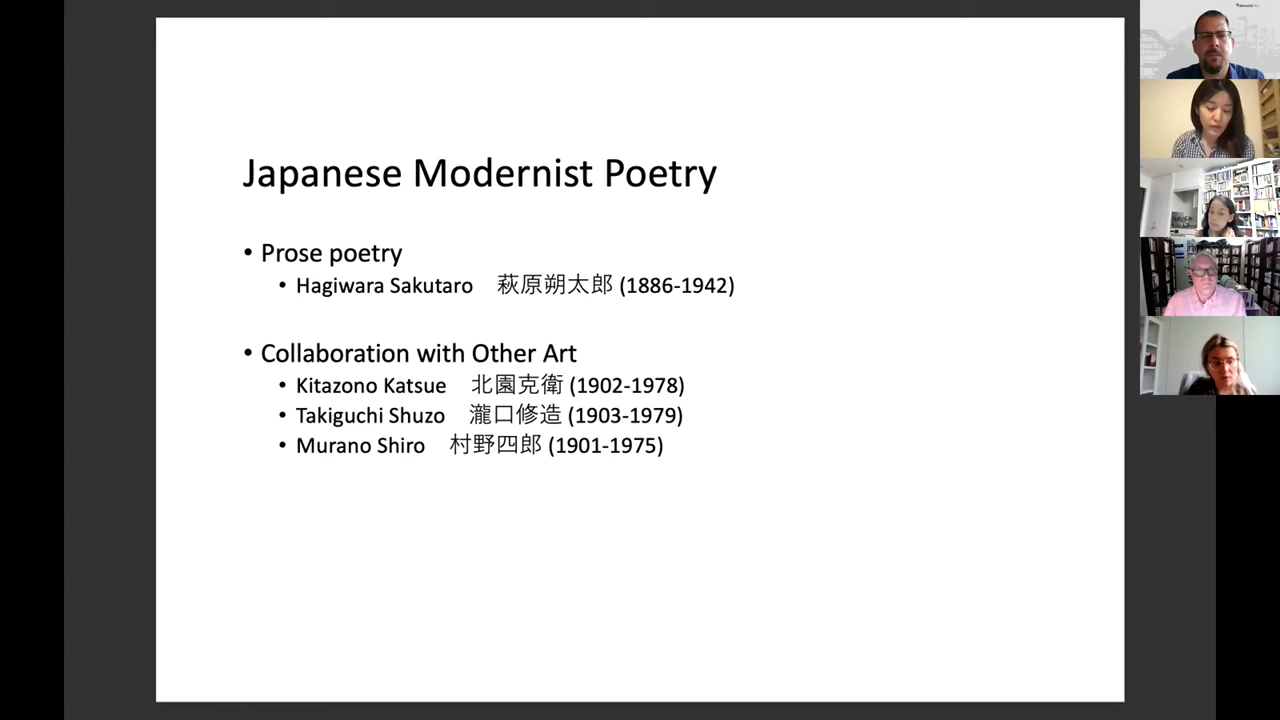 Japanese Modernist Poetry
• Prose poetry
• Hagiwara Sakutaro 萩原朔太郎 (1886-1942)
• Collaboration with Other Art
• Kitazono Katsue 北園克衛 (1902-1978)
• Takiguchi Shuzo 瀧口修造 (1903-1979)
• Murano Shiro 村野四郎 (1901-1975)